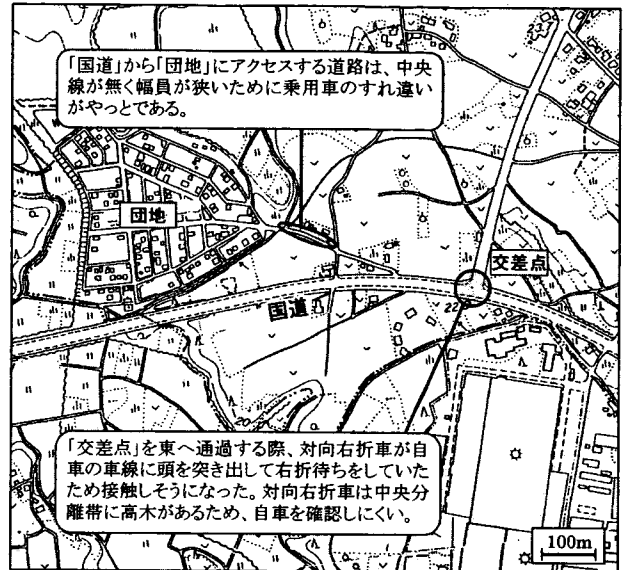 「国道」から「団地」にアクセスする道路は、中央
線が無く幅員が狭いために乗用車のすれ違い
がやっとである。
団地
交差点
国道
22
「交差点」を東へ通過する際、対向右折車が自
車の車線に頭を突き出して右折待ちをしていた
ため接触しそうになった。対向右折車は中央分
離帯に高木があるため、自車を確認しにくい。
100m